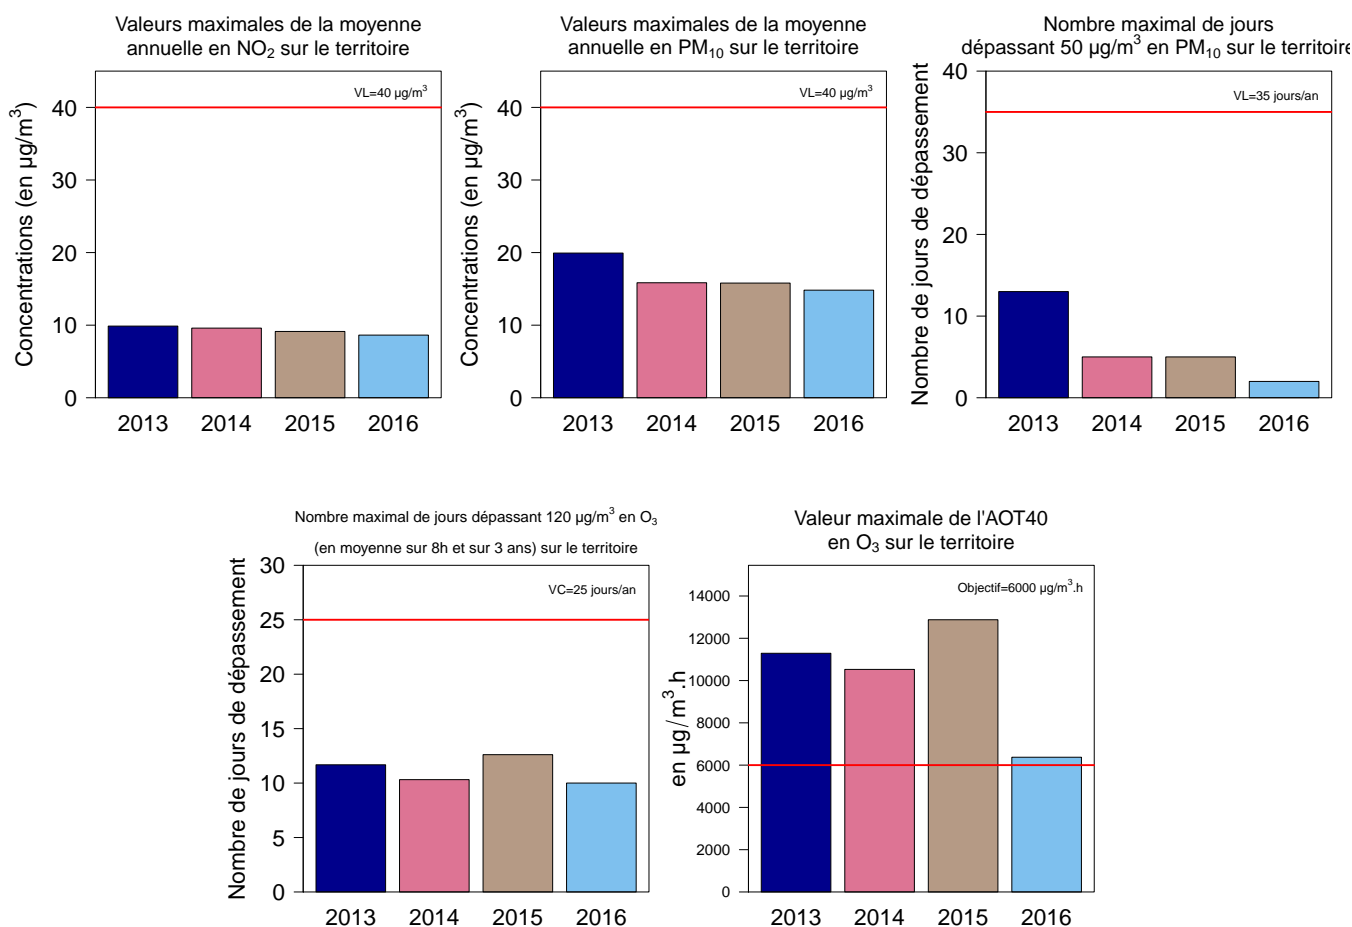 Valeurs maximales de la moyenne
annuelle en NO₂ sur le territoire
Concentrations (en µg/m³)
VL=40 µg/m³
40
30
20
10
0
2013 2014 2015 2016
Valeurs maximales de la moyenne
annuelle en PM₁₀ sur le territoire
Concentrations (en µg/m³)
VL=40 µg/m³
40
30
20
10
0
2013 2014 2015 2016
Nombre maximal de jours
dépassant 50 µg/m³ en PM₁₀ sur le territoire
Nombre de jours de dépassement
VL=35 jours/an
40
30
20
10
0
2013 2014 2015 2016
Nombre maximal de jours dépassant 120 µg/m³ en O₃
(en moyenne sur 8h et sur 3 ans) sur le territoire
Nombre de jours de dépassement
VC=25 jours/an
30
25
20
15
10
5
0
2013 2014 2015 2016
Valeur maximale de l'AOT40
en O₃ sur le territoire
en µg/m³.h
Objectif=6000 µg/m³.h
14000
12000
10000
8000
6000
4000
2000
0
2013 2014 2015 2016